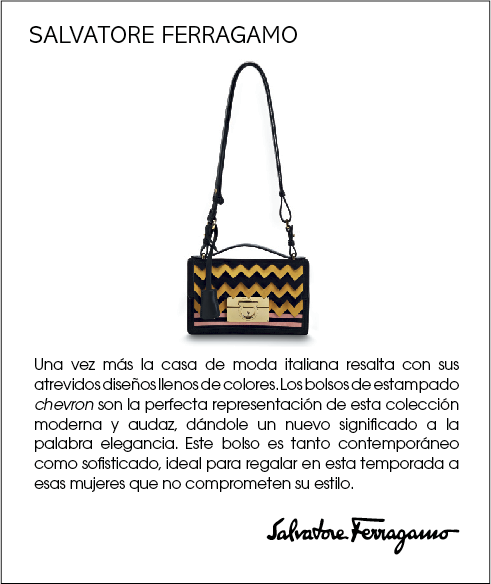 SALVATORE FERRAGAMO
Una vez más la casa de moda italiana resalta con sus
atrevidos diseños llenos de colores. Los bolsos de estampado
chevron son la perfecta representación de esta colección
moderna y audaz, dándole un nuevo significado a la
palabra elegancia. Este bolso es tanto contemporáneo
como sofisticado, ideal para regalar en esta temporada a
esas mujeres que no comprometen su estilo.
Salvatore Ferragamo